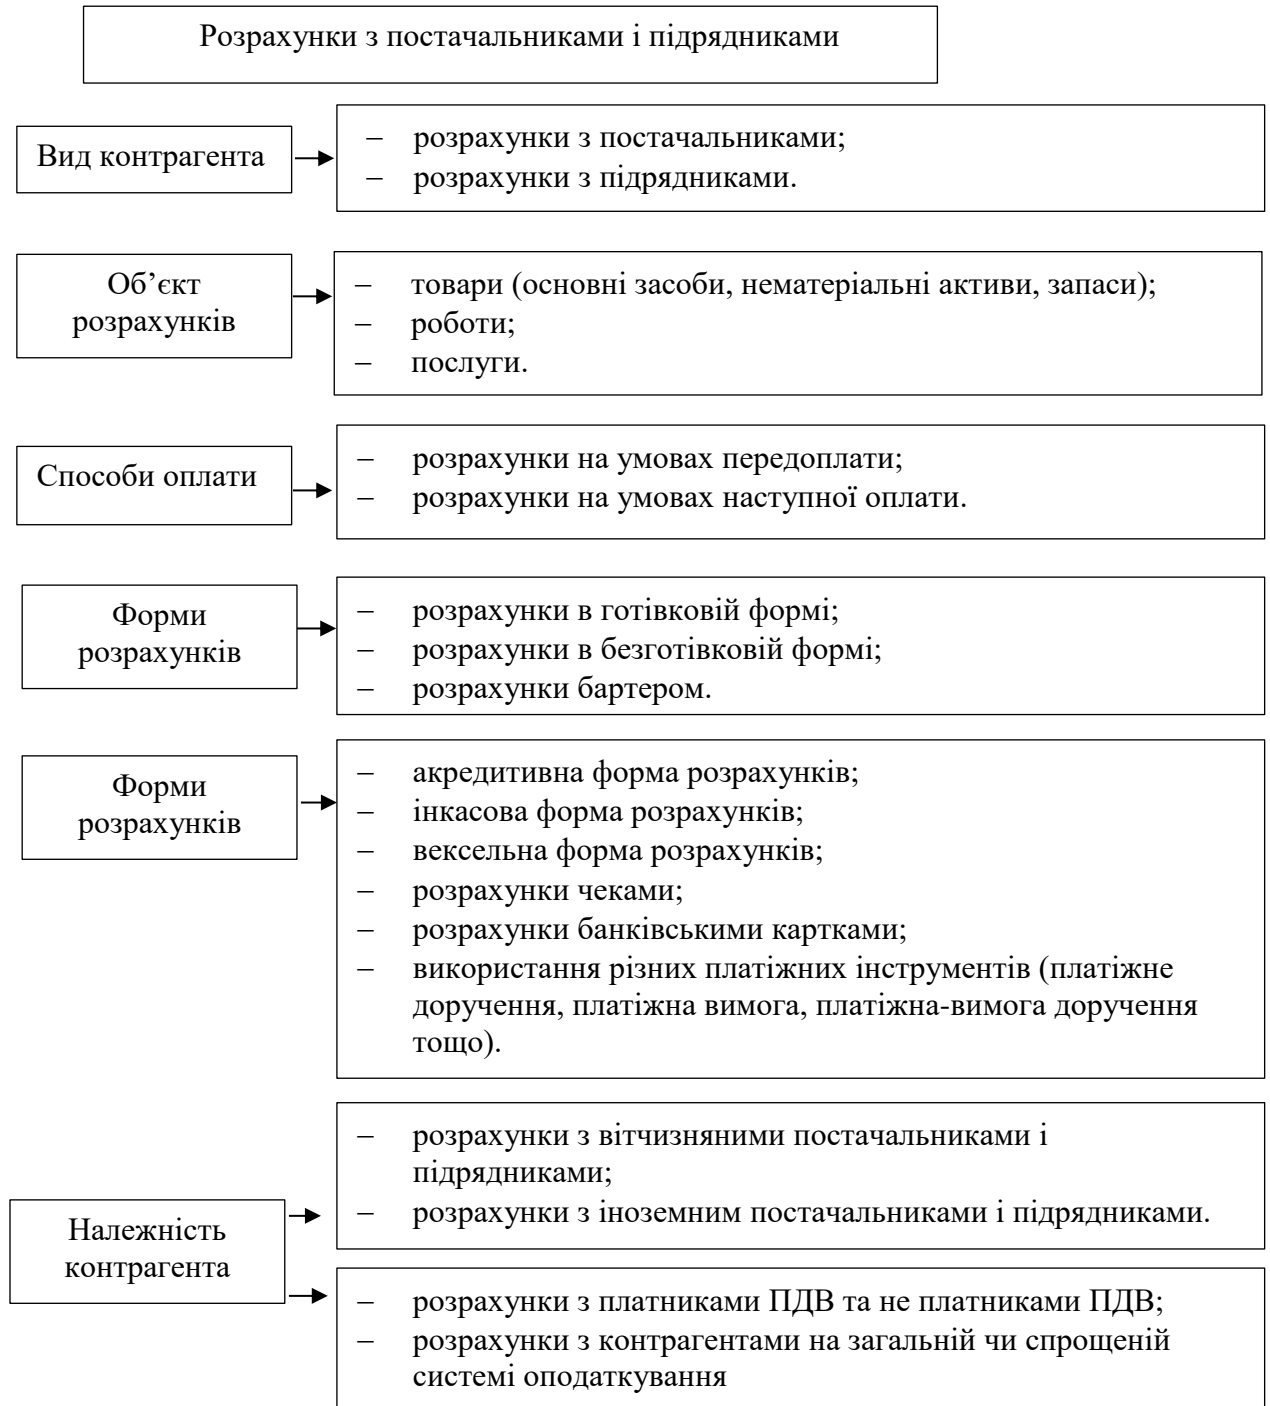 Розрахунки з постачальниками і підрядниками
Вид контрагента
– розрахунки з постачальниками;
– розрахунки з підрядниками.
Об’єкт
розрахунків
– товари (основні засоби, нематеріальні активи, запаси);
– роботи;
– послуги.
Способи оплати
– розрахунки на умовах передоплати;
– розрахунки на умовах наступної оплати.
Форми
розрахунків
– розрахунки в готівковій формі;
– розрахунки в безготівковій формі;
– розрахунки бартером.
Форми
розрахунків
– акредитивна форма розрахунків;
– інкасова форма розрахунків;
– вексельна форма розрахунків;
– розрахунки чеками;
– розрахунки банківськими картками;
– використання різних платіжних інструментів (платіжне
доручення, платіжна вимога, платіжна-вимога доручення
тощо).
Належність
контрагента
– розрахунки з вітчизняними постачальниками і
підрядниками;
– розрахунки з іноземним постачальниками і підрядниками.
– розрахунки з платниками ПДВ та не платниками ПДВ;
– розрахунки з контрагентами на загальній чи спрощеній
системі оподаткування